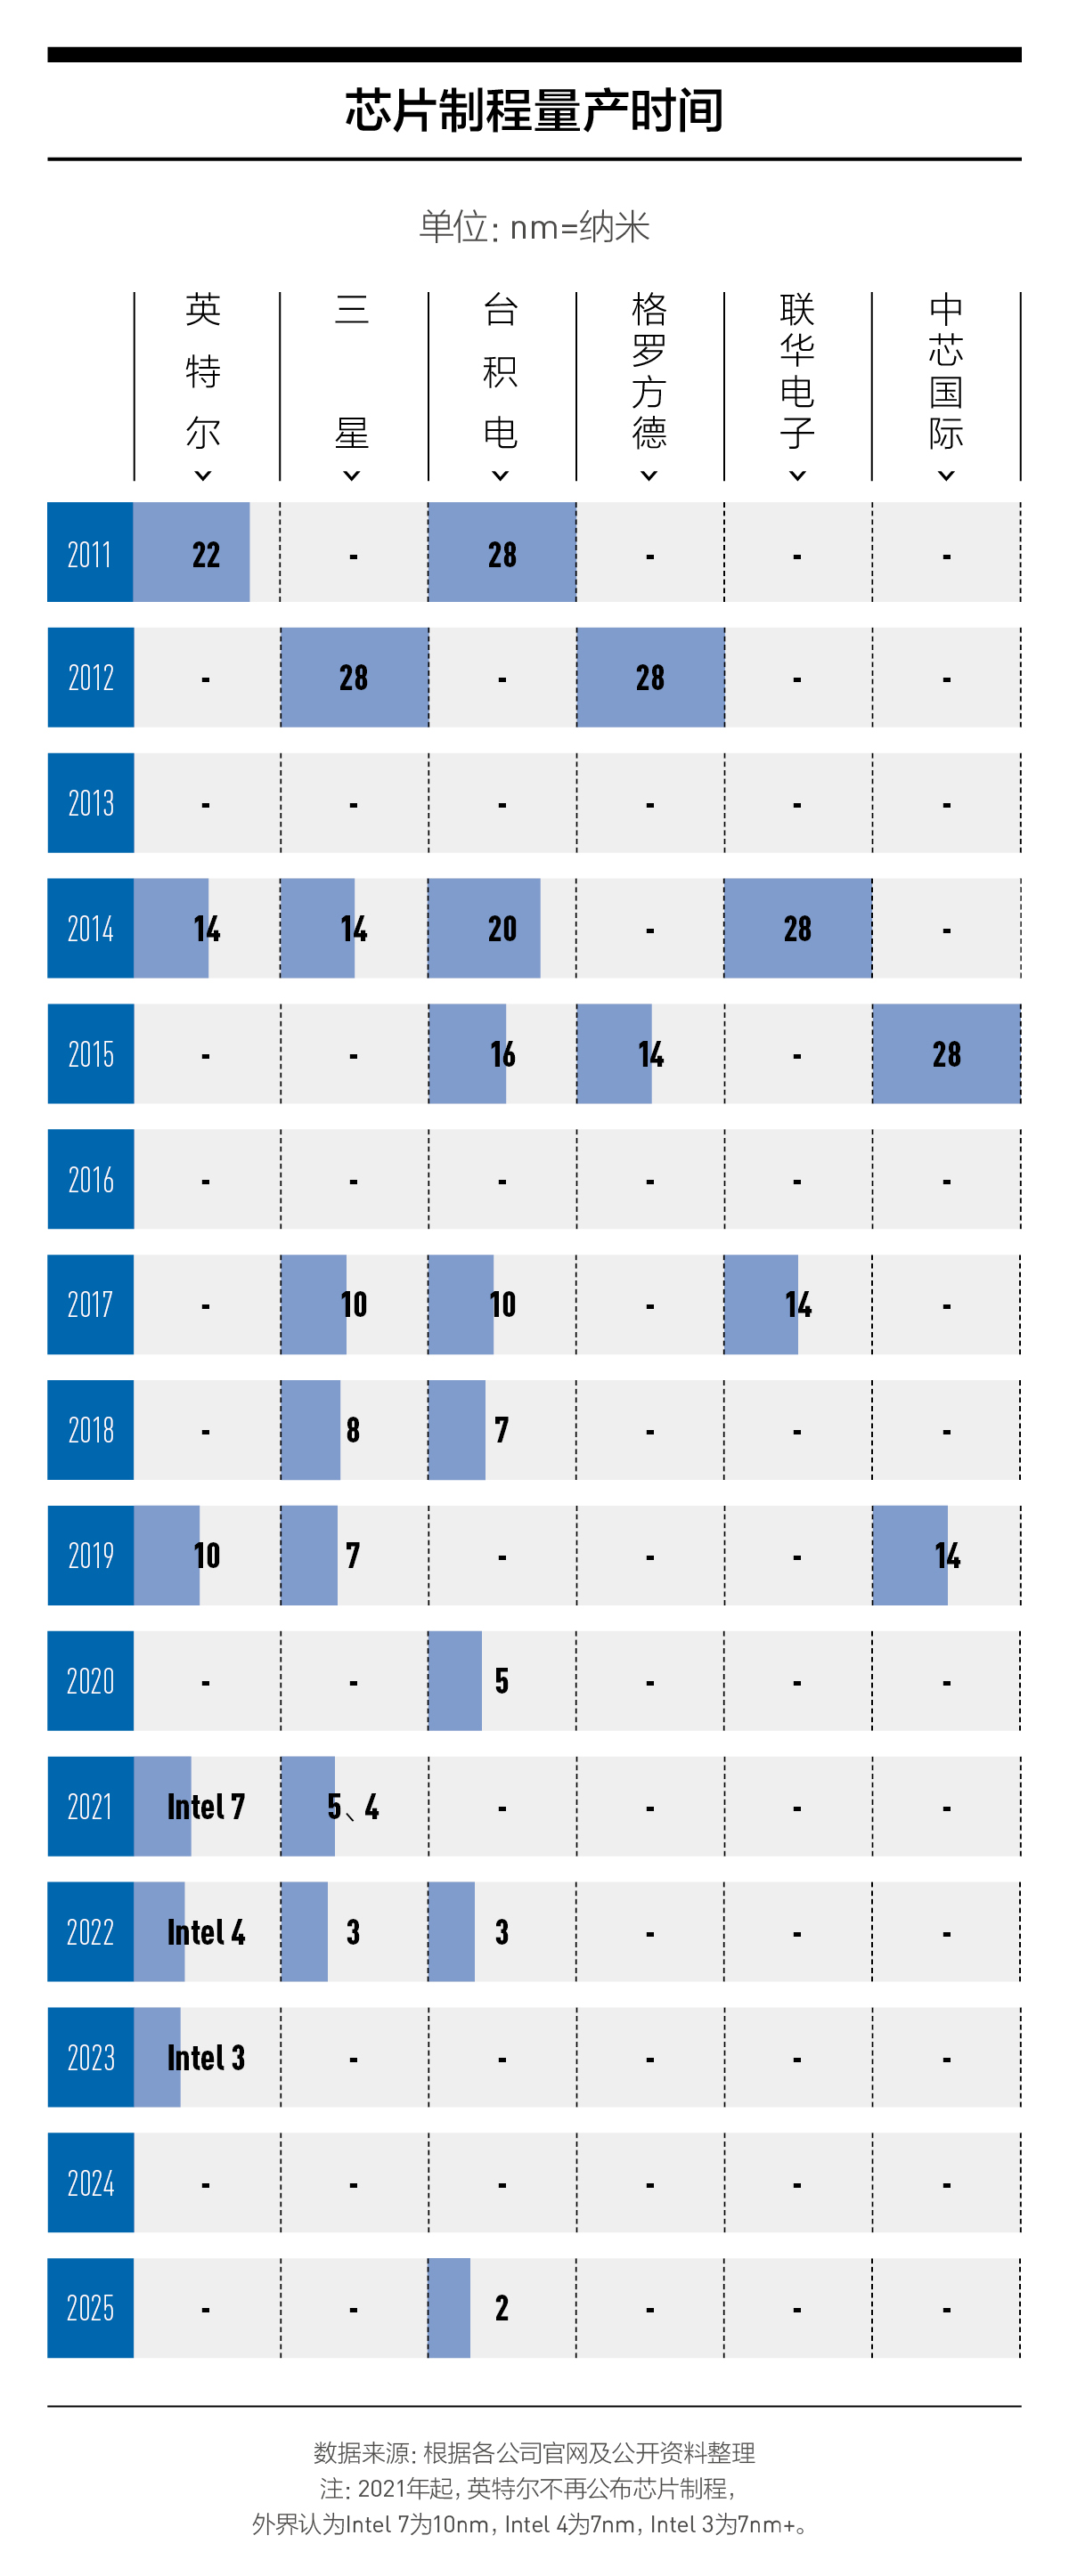 芯片制程量产时间
单位：nm=纳米
英特尔 三星 台积电 格罗方德 联华电子 中芯国际
2011 22 - 28 - - -
2012 - 28 - 28 - -
2013 - - - - - -
2014 14 14 20 - 28 -
2015 - - 16 14 - 28
2016 - - - - - -
2017 - 10 10 - 14 -
2018 - 8 7 - - -
2019 10 7 - - - 14
2020 - - 5 - - -
2021 Intel 7 5、4 - - - -
2022 Intel 4 3 3 - - -
2023 Intel 3 - - - - -
2024 - - - - - -
2025 - - 2 - - -
数据来源：根据各公司官网及公开资料整理
注：2021年起，英特尔不再公布芯片制程，
外界认为Intel 7为10nm，Intel 4为7nm，Intel 3为7nm+。